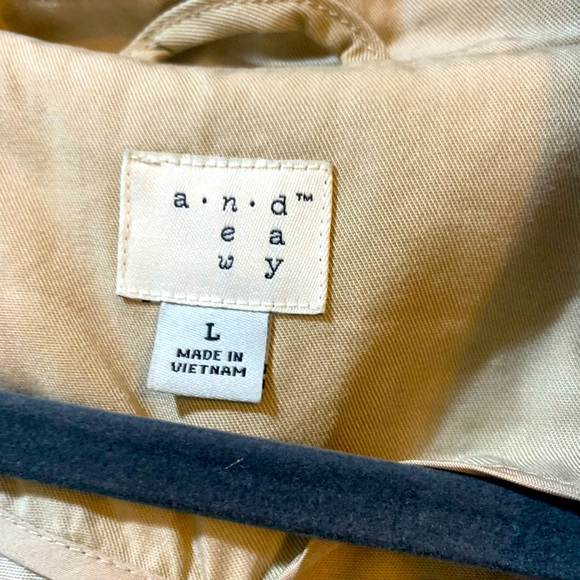 a·n·d™
e a
w y
L
MADE IN
VIETNAM